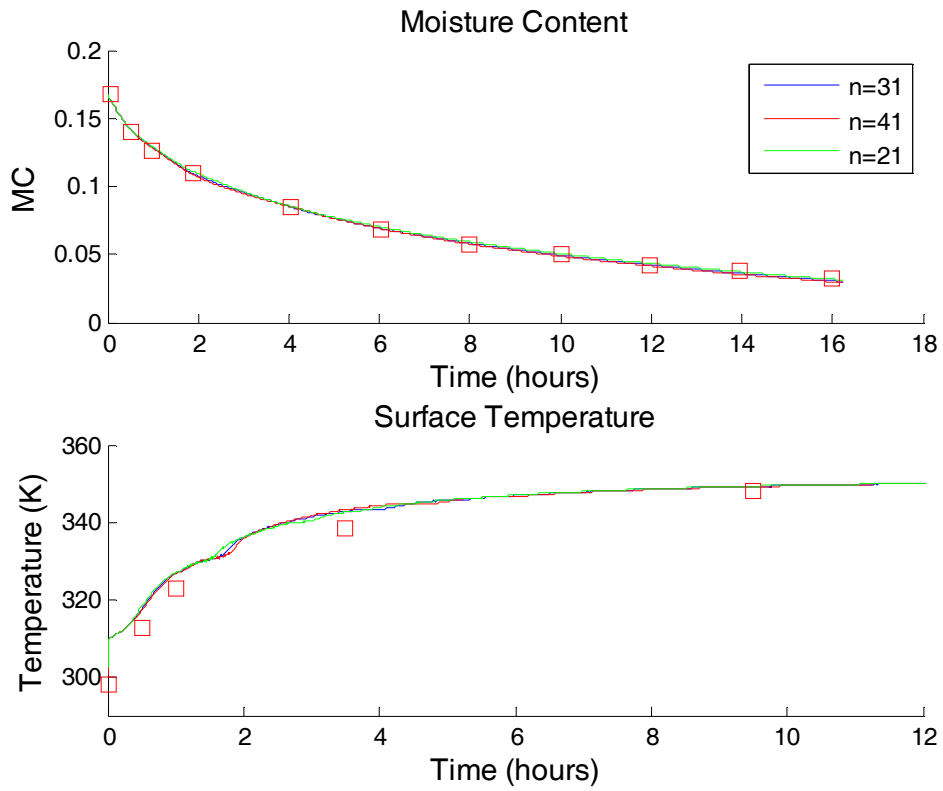 Moisture Content
0.2
0.15
0.1
0.05
0
MC
n=31
n=41
n=21
0 2 4 6 8 10 12 14 16 18
Time (hours)
Surface Temperature
360
340
320
300
Temperature (K)
0 2 4 6 8 10 12
Time (hours)